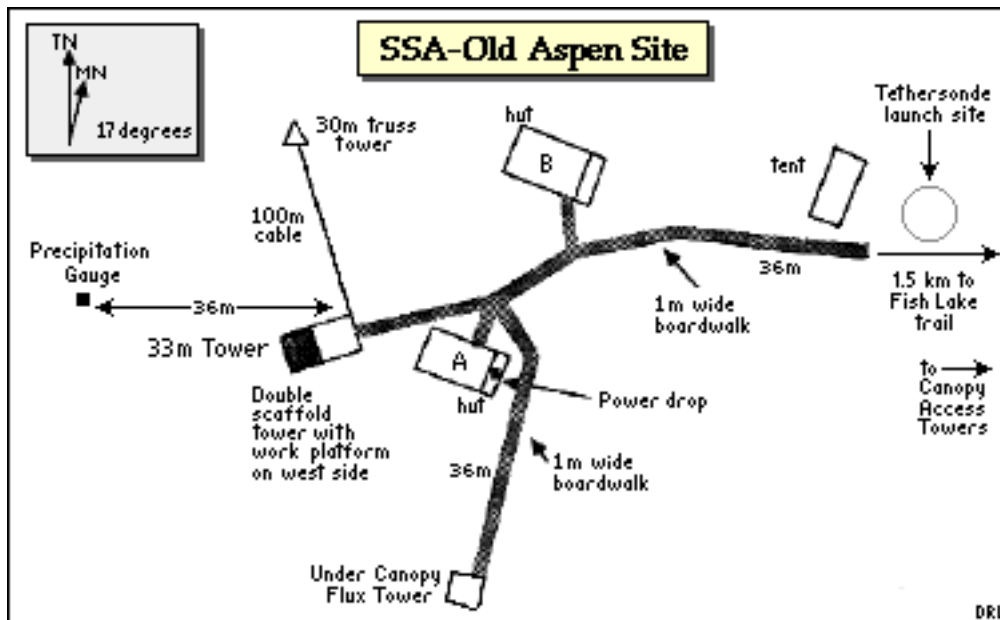 SSA-Old Aspen Site
TN
MN
17 degrees
30m truss
tower
hut
B
Tethersonde
launch site
tent
100m
cable
Precipitation
Gauge
36m
36m
1m wide
boardwalk
1.5 km to
Fish Lake
trail
33m Tower
A
hut
Power drop
to
Canopy
Access
Towers
Double
scaffold
tower with
work platform
on west side
36m
1m wide
boardwalk
Under Canopy
Flux Tower